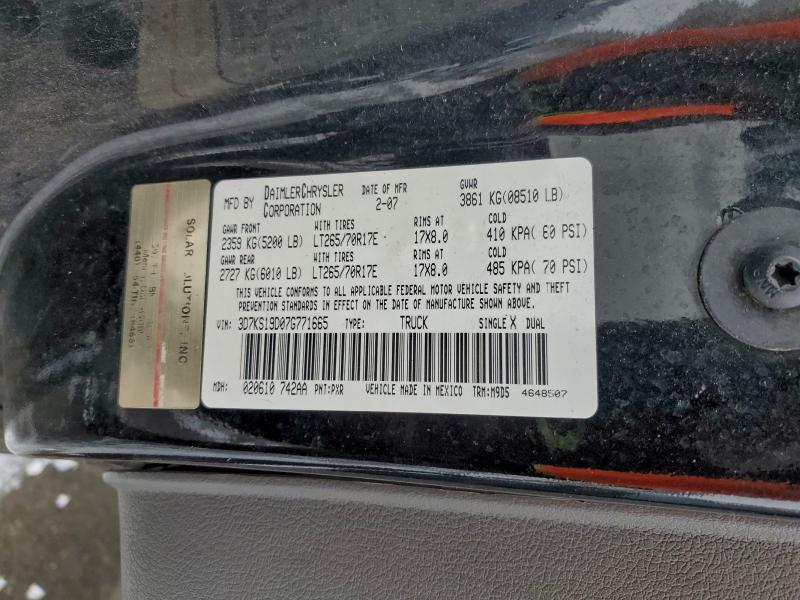 MFD BY DAIMLERCHRYSLER CORPORATION DATE OF MFR 2-07 GVWR 3861 KG(08510 LB)
GAWR FRONT WITH TIRES RIMS AT COLD
2359 KG(5200 LB) LT265/70R17E 17X8.0 410 KPA( 60 PSI)
GAWR REAR WITH TIRES RIMS AT COLD
2727 KG(6010 LB) LT265/70R17E 17X8.0 485 KPA( 70 PSI)
THIS VEHICLE CONFORMS TO ALL APPLICABLE FEDERAL MOTOR VEHICLE SAFETY AND THEFT
PREVENTION STANDARDS IN EFFECT ON THE DATE OF MANUFACTURE SHOWN ABOVE.
VIN: 3D7KS19D07G771665 TYPE: TRUCK SINGLE X DUAL
MDH: 020610 742AA PNT:PXR VEHICLE MADE IN MEXICO TRM:M9D5 4648507
SOLAR INC
MAC